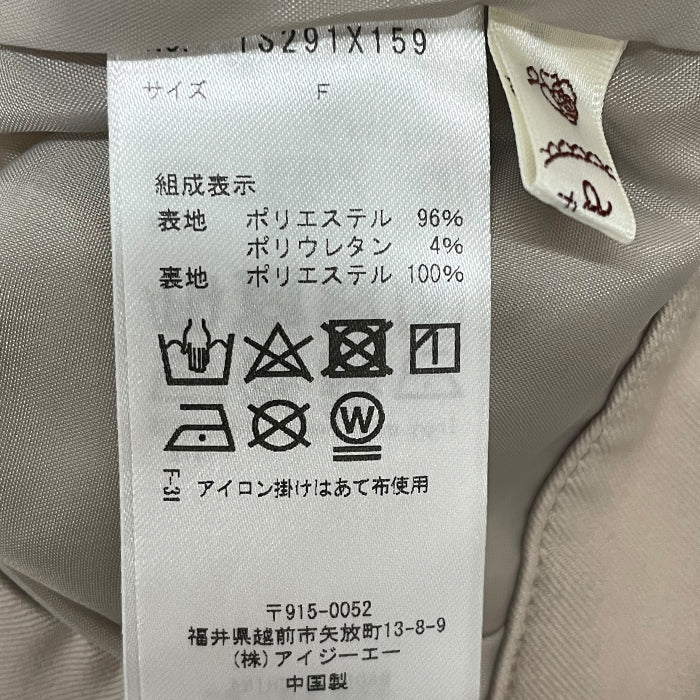 TS291X159
サイズ F
組成表示
表地 ポリエステル 96%
ポリウレタン 4%
裏地 ポリエステル 100%
W
F-31 アイロン掛けはあて布使用
〒915-0052
福井県越前市矢放町13-8-9
(株)アイジーエー
中国製